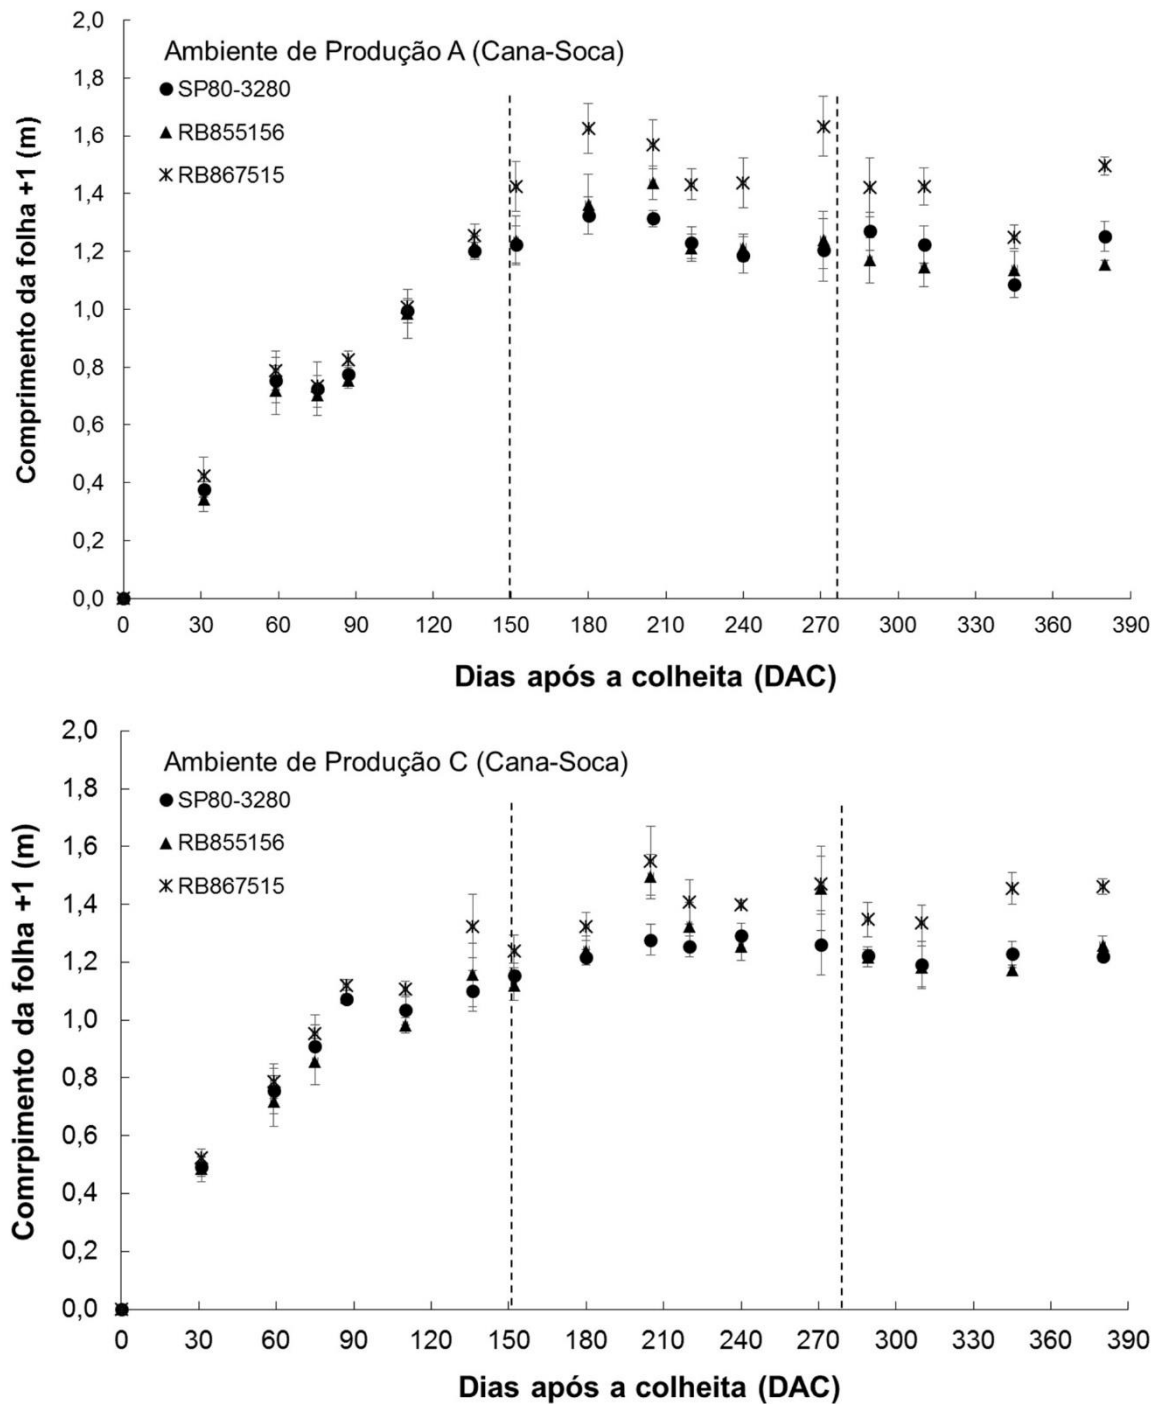 2,0
Ambiente de Produção A (Cana-Soca)
1,8
SP80-3280
1,6
RB855156
RB867515
1,4
1,2
1,0
0,8
0,6
0,4
0,2
0,0
Comprimento da folha +1 (m)
0 30 60 90 120 150 180 210 240 270 300 330 360 390
Dias após a colheita (DAC)
2,0
Ambiente de Produção C (Cana-Soca)
1,8
SP80-3280
1,6
RB855156
RB867515
1,4
1,2
1,0
0,8
0,6
0,4
0,2
0,0
Comrpimento da folha +1 (m)
0 30 60 90 120 150 180 210 240 270 300 330 360 390
Dias após a colheita (DAC)